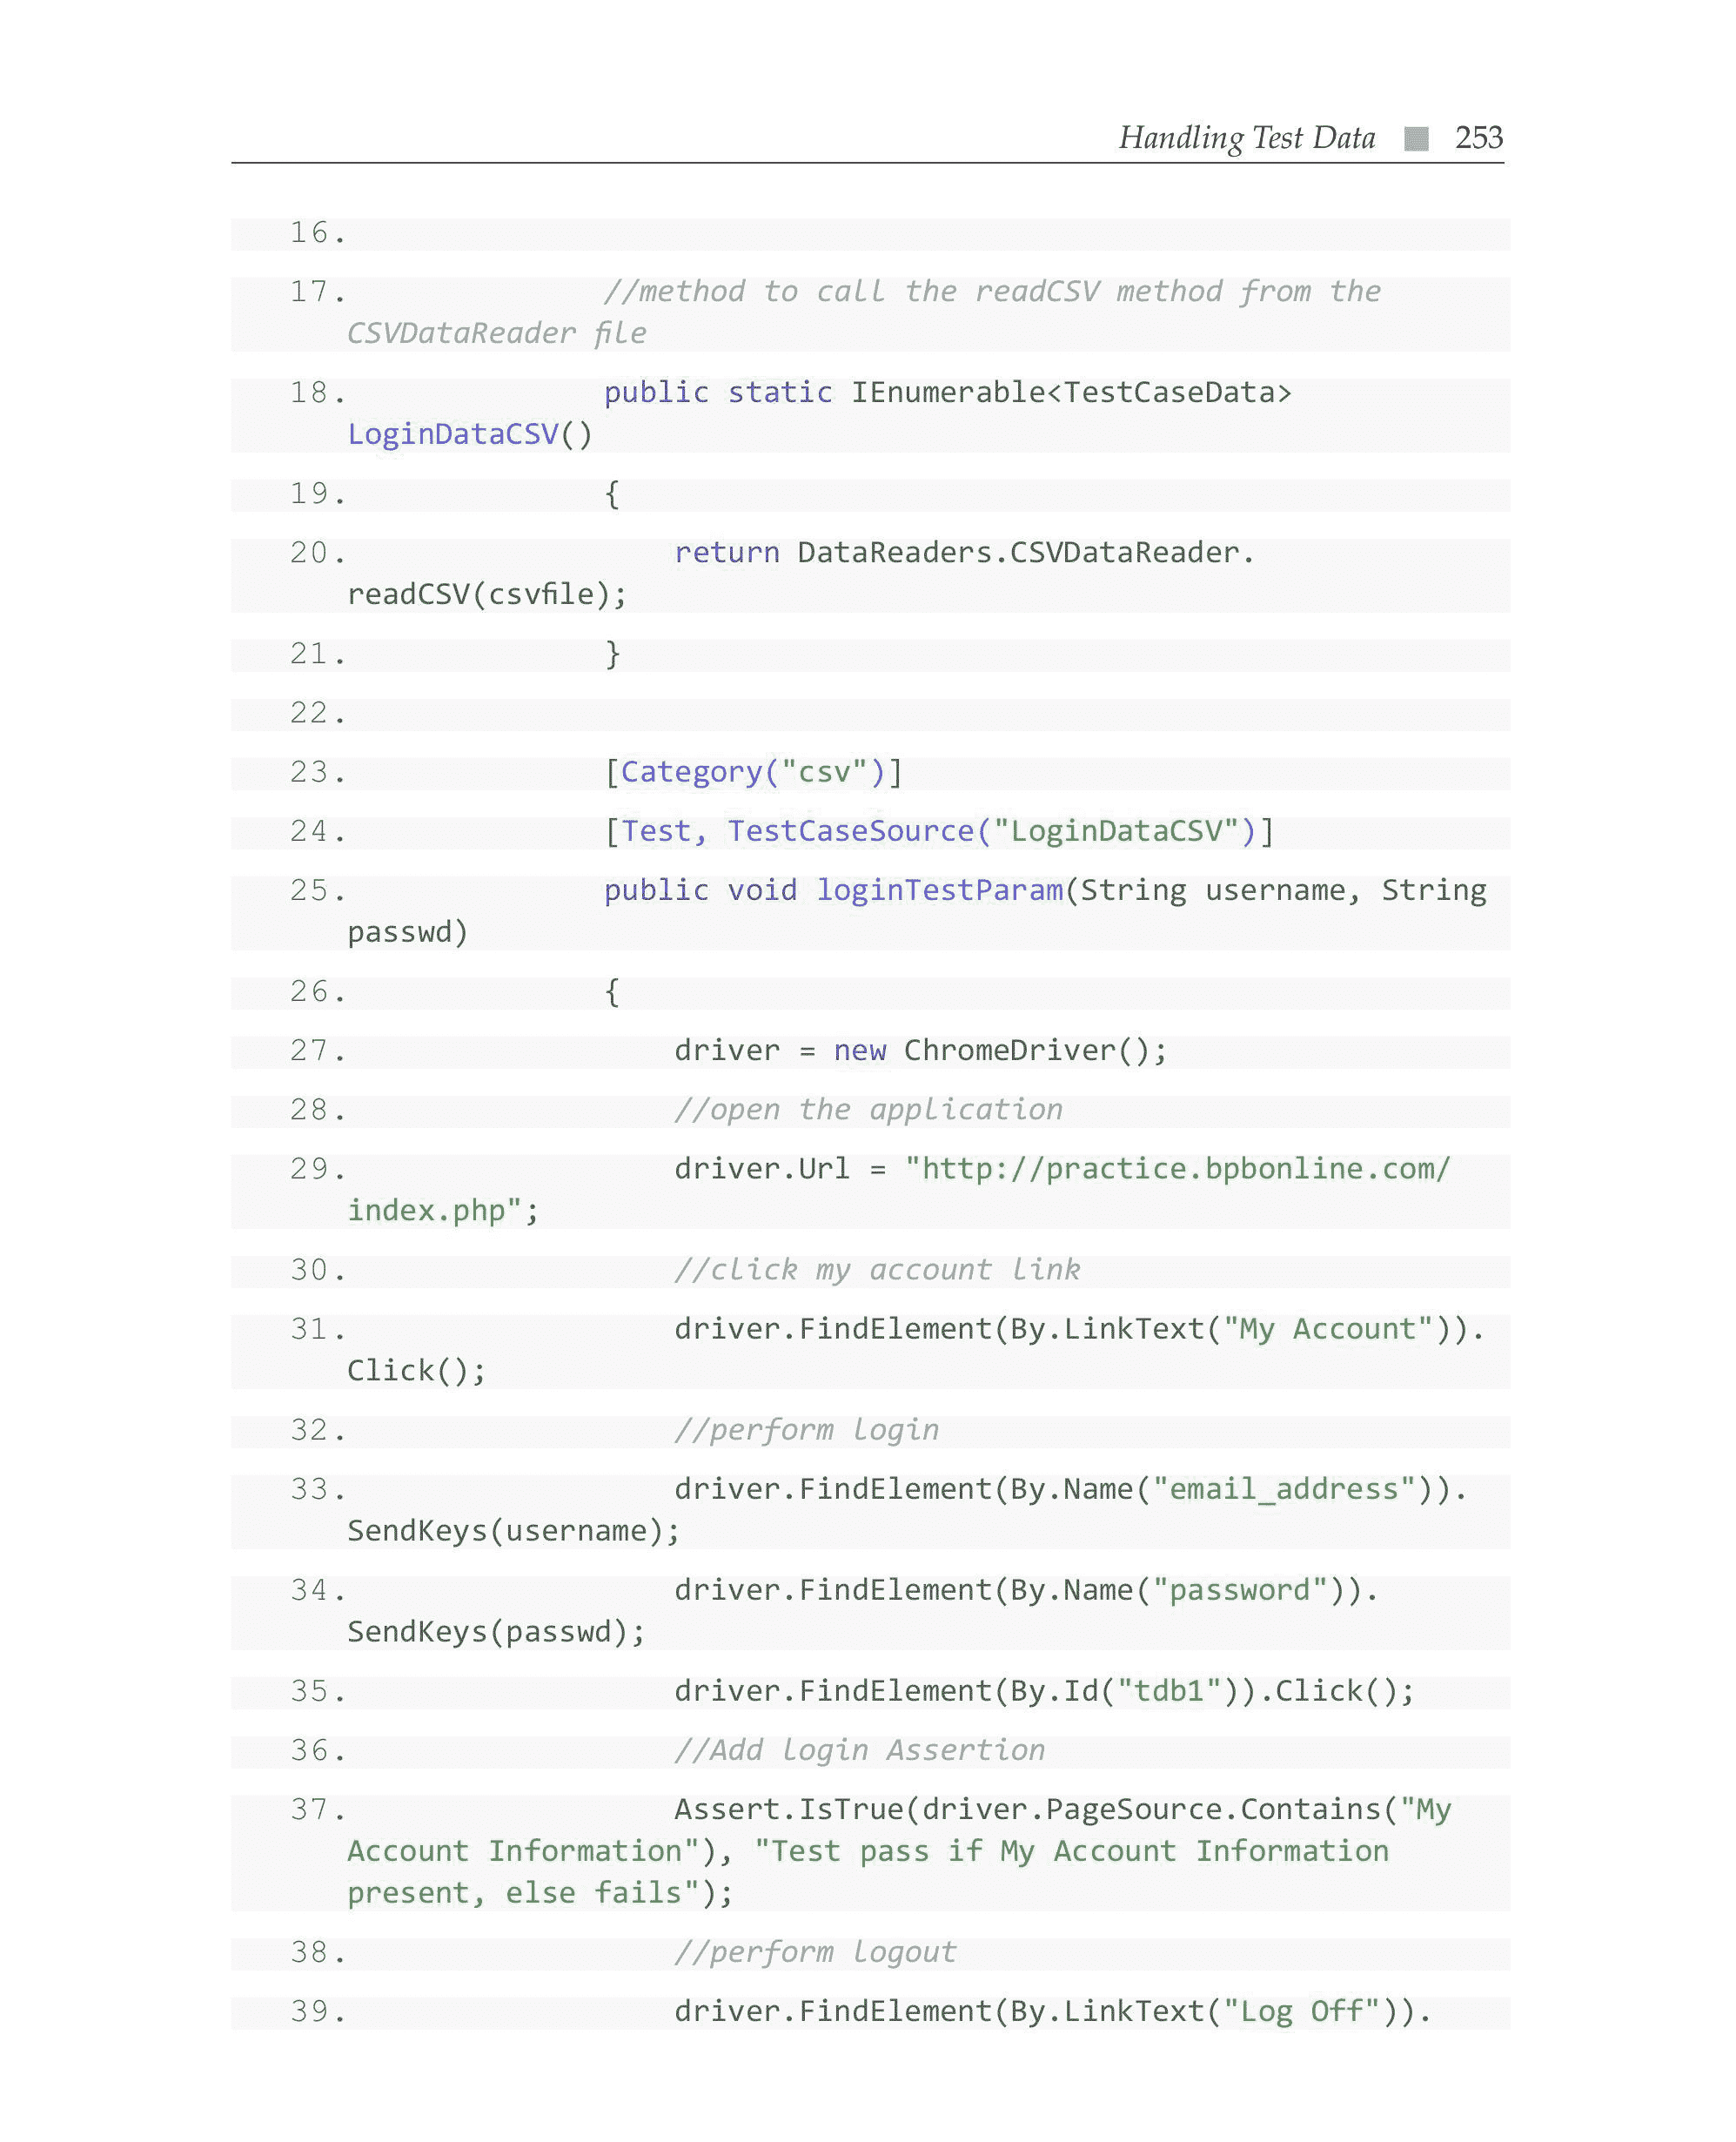 Handling Test Data 253
16.
17. //method to call the readCSV method from the
CSVDataReader file
18. public static IEnumerable<TestCaseData>
LoginDataCSV()
19. {
20. return DataReaders.CSVDataReader.
readCSV(csvfile);
21. }
22.
23. [Category("csv")]
24. [Test, TestCaseSource("LoginDataCSV")]
25. public void loginTestParam(String username, String
passwd)
26. {
27. driver = new ChromeDriver();
28. //open the application
29. driver.Url = "http://practice.bpbonline.com/
index.php";
30. //click my account link
31. driver.FindElement(By.LinkText("My Account")).
Click();
32. //perform login
33. driver.FindElement(By.Name("email_address")).
SendKeys(username);
34. driver.FindElement(By.Name("password")).
SendKeys(passwd);
35. driver.FindElement(By.Id("tdb1")).Click();
36. //Add login Assertion
37. Assert.IsTrue(driver.PageSource.Contains("My
Account Information"), "Test pass if My Account Information
present, else fails");
38. //perform logout
39. driver.FindElement(By.LinkText("Log Off")).